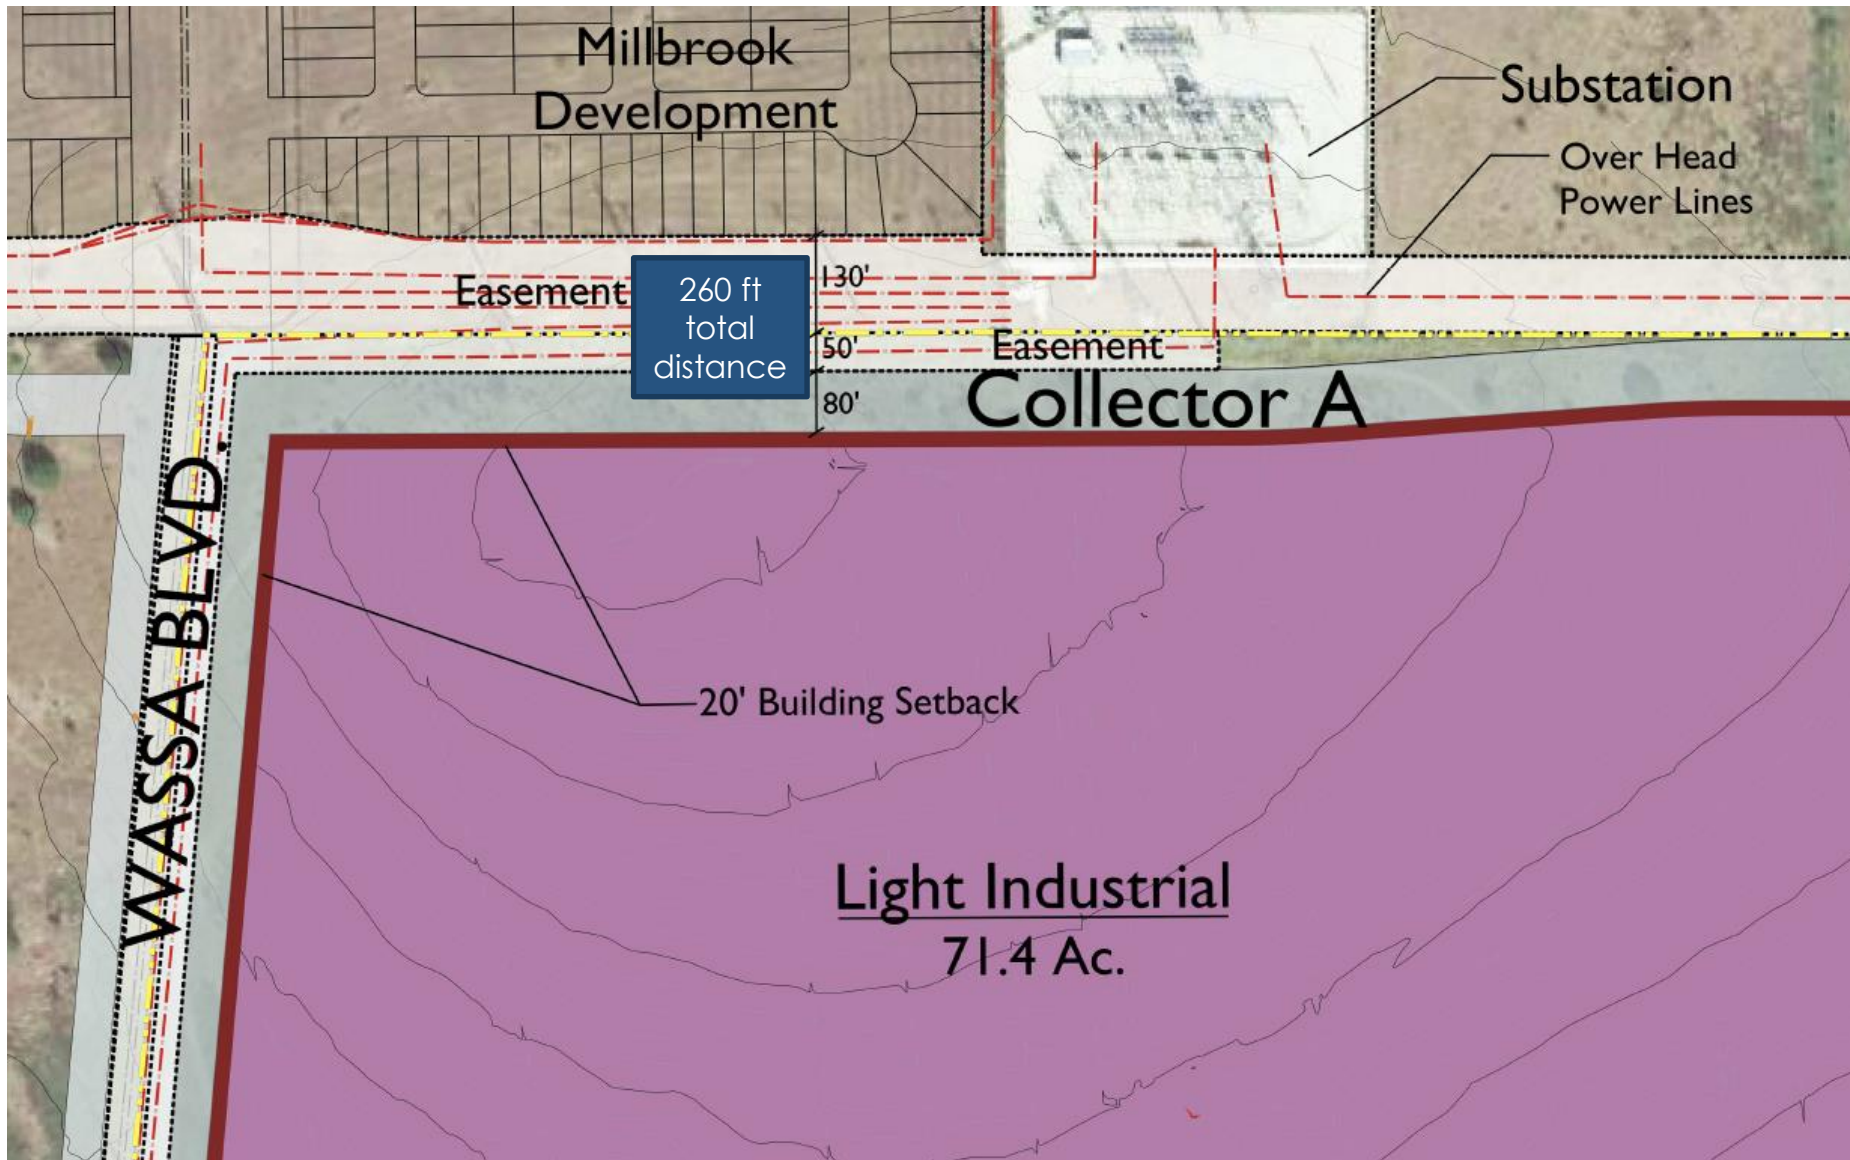 Millbrook
Development
Substation
Over Head
Power Lines
Easement
260 ft
total
distance
130'
50'
Easement
80'
Collector A
WASSA BLVD.
20' Building Setback
Light Industrial
71.4 Ac.